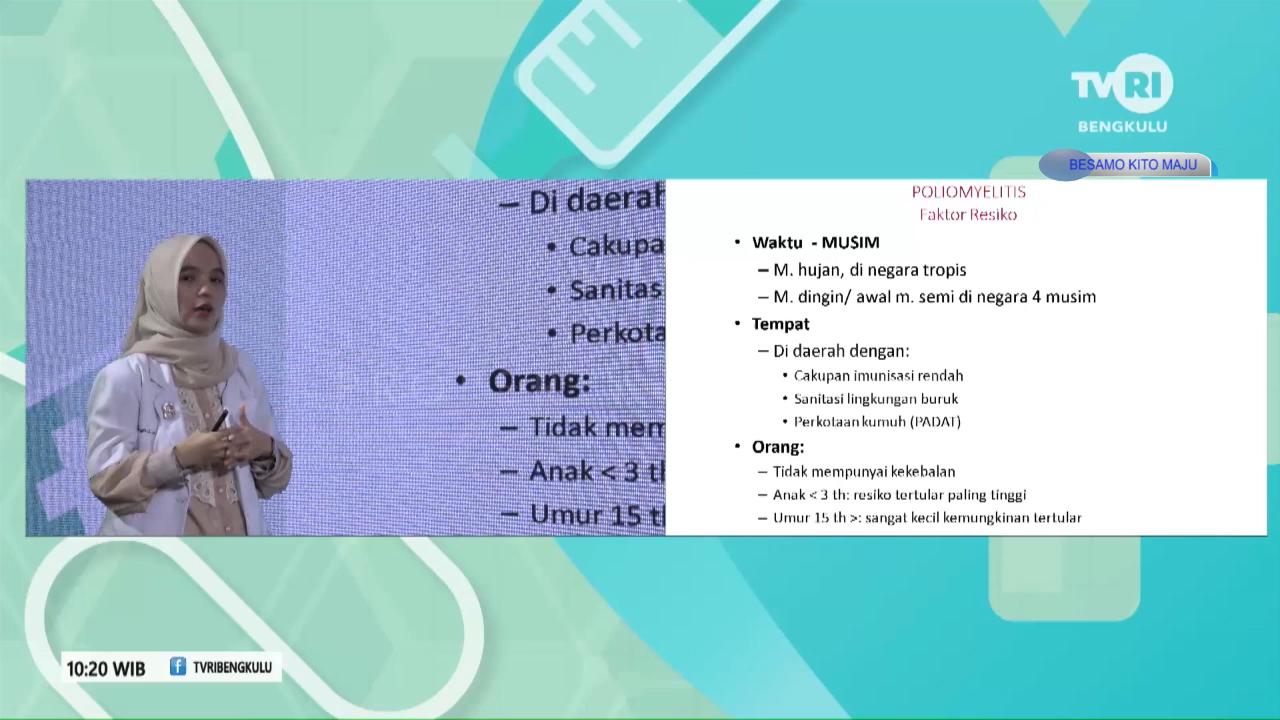 TVRI
BENGKULU
BESAMO KITO MAJU
– Di daerah
• Cakupa
• Sanitas
• Perkota
• Orang:
– Tidak mem
– Anak < 3 t
– Umur 15 t
POLIOMYELITIS
Faktor Resiko
• Waktu - MUSIM
– M. hujan, di negara tropis
– M. dingin/ awal m. semi di negara 4 musim
• Tempat
– Di daerah dengan:
• Cakupan imunisasi rendah
• Sanitasi lingkungan buruk
• Perkotaan kumuh (PADAT)
• Orang:
– Tidak mempunyai kekebalan
– Anak < 3 th: resiko tertular paling tinggi
– Umur 15 th >: sangat kecil kemungkinan tertular
10:20 WIB
TVRIBENGKULU